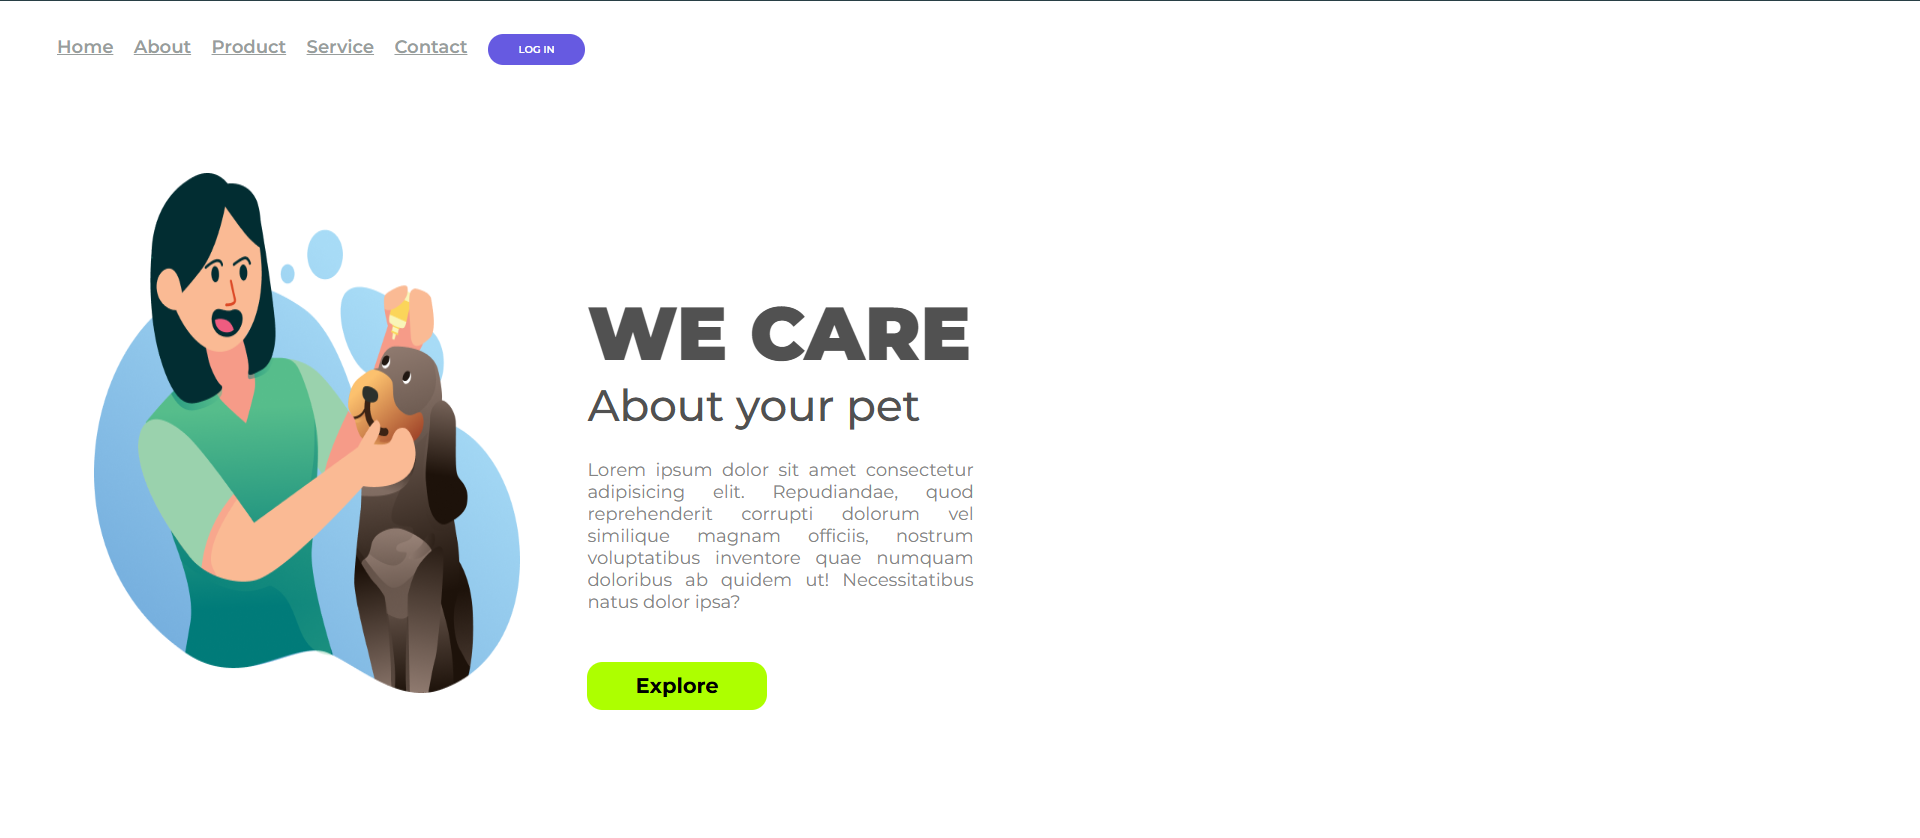 Home About Product Service Contact LOG IN
WE CARE
About your pet
Lorem ipsum dolor sit amet consectetur
adipisicing elit. Repudiandae, quod
reprehenderit corrupti dolorum vel
similique magnam officiis, nostrum
voluptatibus inventore quae numquam
doloribus ab quidem ut! Necessitatibus
natus dolor ipsa?
Explore